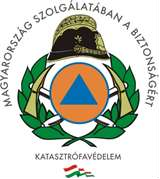 MAGYARORSZÁG SZOLGÁLATÁBAN A BIZTONSÁGÉRT
KATASZTRÓFAVÉDELEM